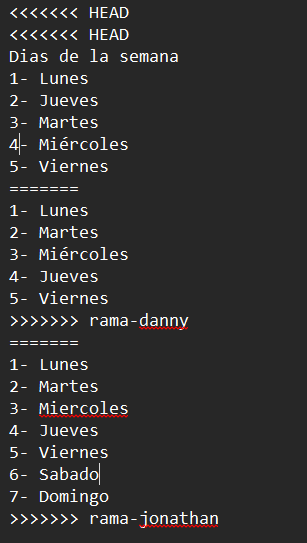 <<<<<<< HEAD
<<<<<<< HEAD
Dias de la semana
1- Lunes
2- Jueves
3- Martes
4- Miércoles
5- Viernes
=======
1- Lunes
2- Martes
3- Miércoles
4- Jueves
5- Viernes
>>>>>>> rama-danny
=======
1- Lunes
2- Martes
3- Miercoles
4- Jueves
5- Viernes
6- Sabado
7- Domingo
>>>>>>> rama-jonathan